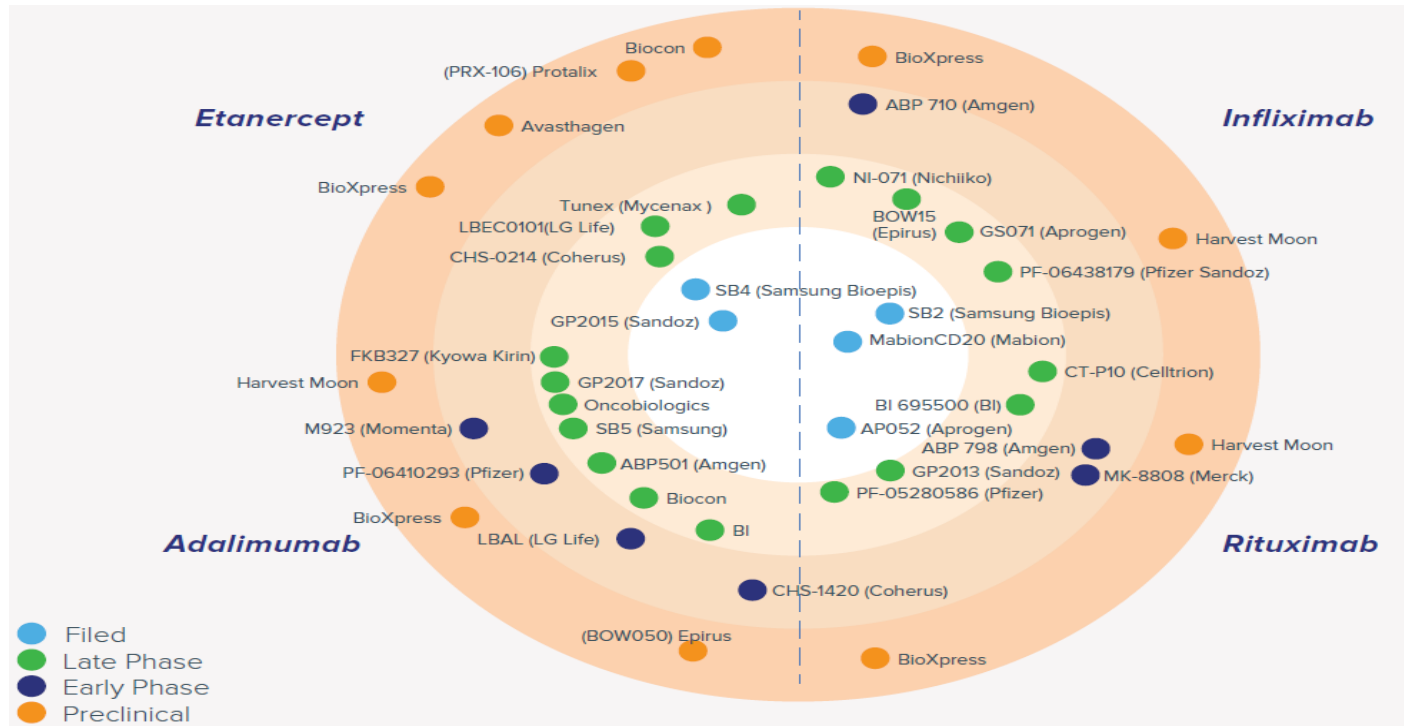 Biocon
BioXpress
(PRX-106) Protalix
ABP 710 (Amgen)
Etanercept
Infliximab
Avasthagen
NI-071 (Nichiiko)
BioXpress
Tunex (Mycenax )
BOW15
(Epirus)
LBEC0101(LG Life)
GS071 (Aprogen)
Harvest Moon
CHS-0214 (Coherus)
PF-06438179 (Pfizer Sandoz)
SB4 (Samsung Bioepis)
SB2 (Samsung Bioepis)
GP2015 (Sandoz)
MabionCD20 (Mabion)
FKB327 (Kyowa Kirin)
CT-P10 (Celltrion)
Harvest Moon
GP2017 (Sandoz)
Oncobiologics
BI 695500 (BI)
M923 (Momenta)
SB5 (Samsung)
AP052 (Aprogen)
ABP 798 (Amgen)
Harvest Moon
PF-06410293 (Pfizer)
ABP501 (Amgen)
GP2013 (Sandoz)
MK-8808 (Merck)
Biocon
PF-05280586 (Pfizer)
BioXpress
LBAL (LG Life)
BI
Adalimumab
Rituximab
CHS-1420 (Coherus)
(BOW050) Epirus
BioXpress
Filed
Late Phase
Early Phase
Preclinical